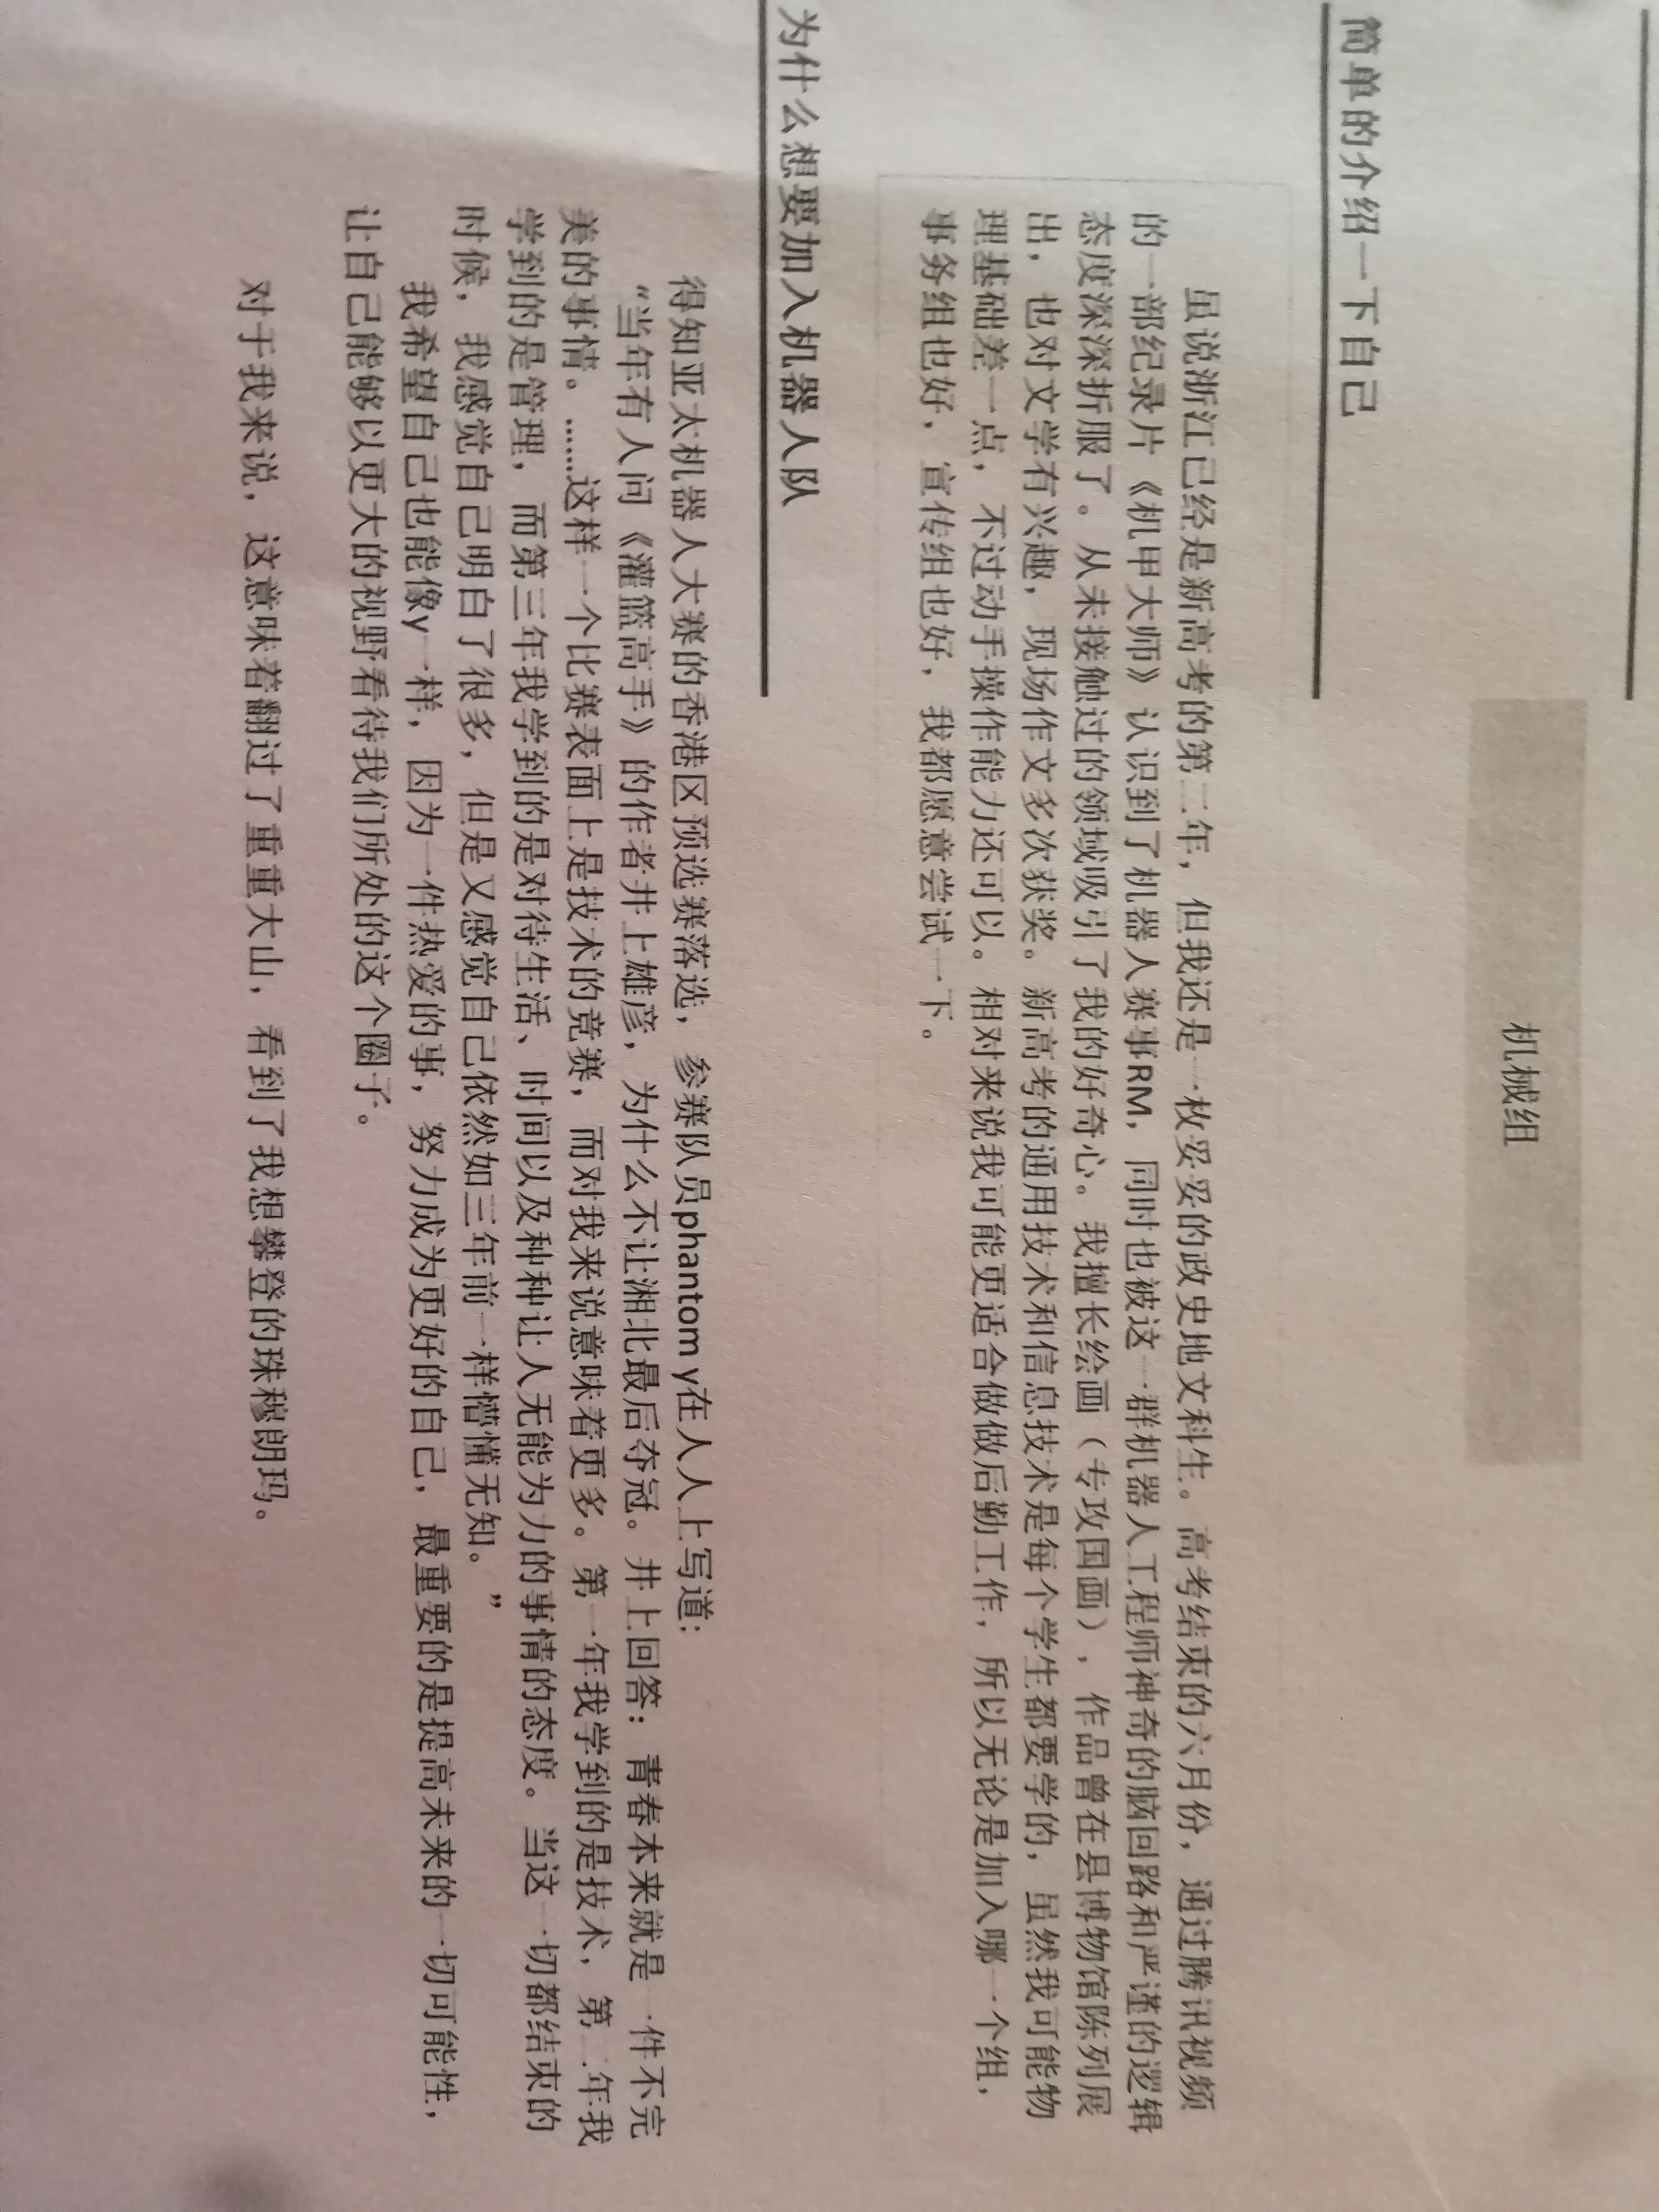 机械组
简单的介绍一下自己
虽说浙江已经是新高考的第二年，但我还是一枚妥妥的政史地文科生。高考结束的六月份，通过腾讯视频
的一部纪录片《机甲大师》认识到了机器人赛事RM，同时也被这一群机器人工程师神奇的脑回路和严谨的逻辑
态度深深折服了。从未接触过的领域吸引了我的好奇心。我擅长绘画（专攻国画），作品曾在县博物馆陈列展
出，也对文学有兴趣，现场作文多次获奖。新高考的通用技术和信息技术是每个学生都要学的，虽然我可能物
理基础差一点，不过动手操作能力还可以。相对来说我可能更适合做做后勤工作，所以无论是加入哪一个组，
事务组也好，宣传组也好，我都愿意尝试一下。
为什么想要加入机器人队
得知亚太机器人大赛的香港区预选赛落选，参赛队员phantom y在人人上写道：
“当年有人问《灌篮高手》的作者井上雄彦，为什么不让湘北最后夺冠。井上回答：青春本来就是一件不完
美的事情。……这样一个比赛表面上是技术的竞赛，而对我来说意味着更多。第一年我学到的是技术，第二年我
学到的是管理，而第三年我学到的是对待生活、时间以及种种让人无能为力的事情的态度。当这一切都结束的
时候，我感觉自己明白了很多，但是又感觉自己依然如三年前一样懵懂无知。”
我希望自己也能像y一样，因为一件热爱的事，努力成为更好的自己，最重要的是提高未来的一切可能性，
让自己能够以更大的视野看待我们所处的这个圈子。
对于我来说，这意味着翻过了重重大山，看到了我想攀登的珠穆朗玛。